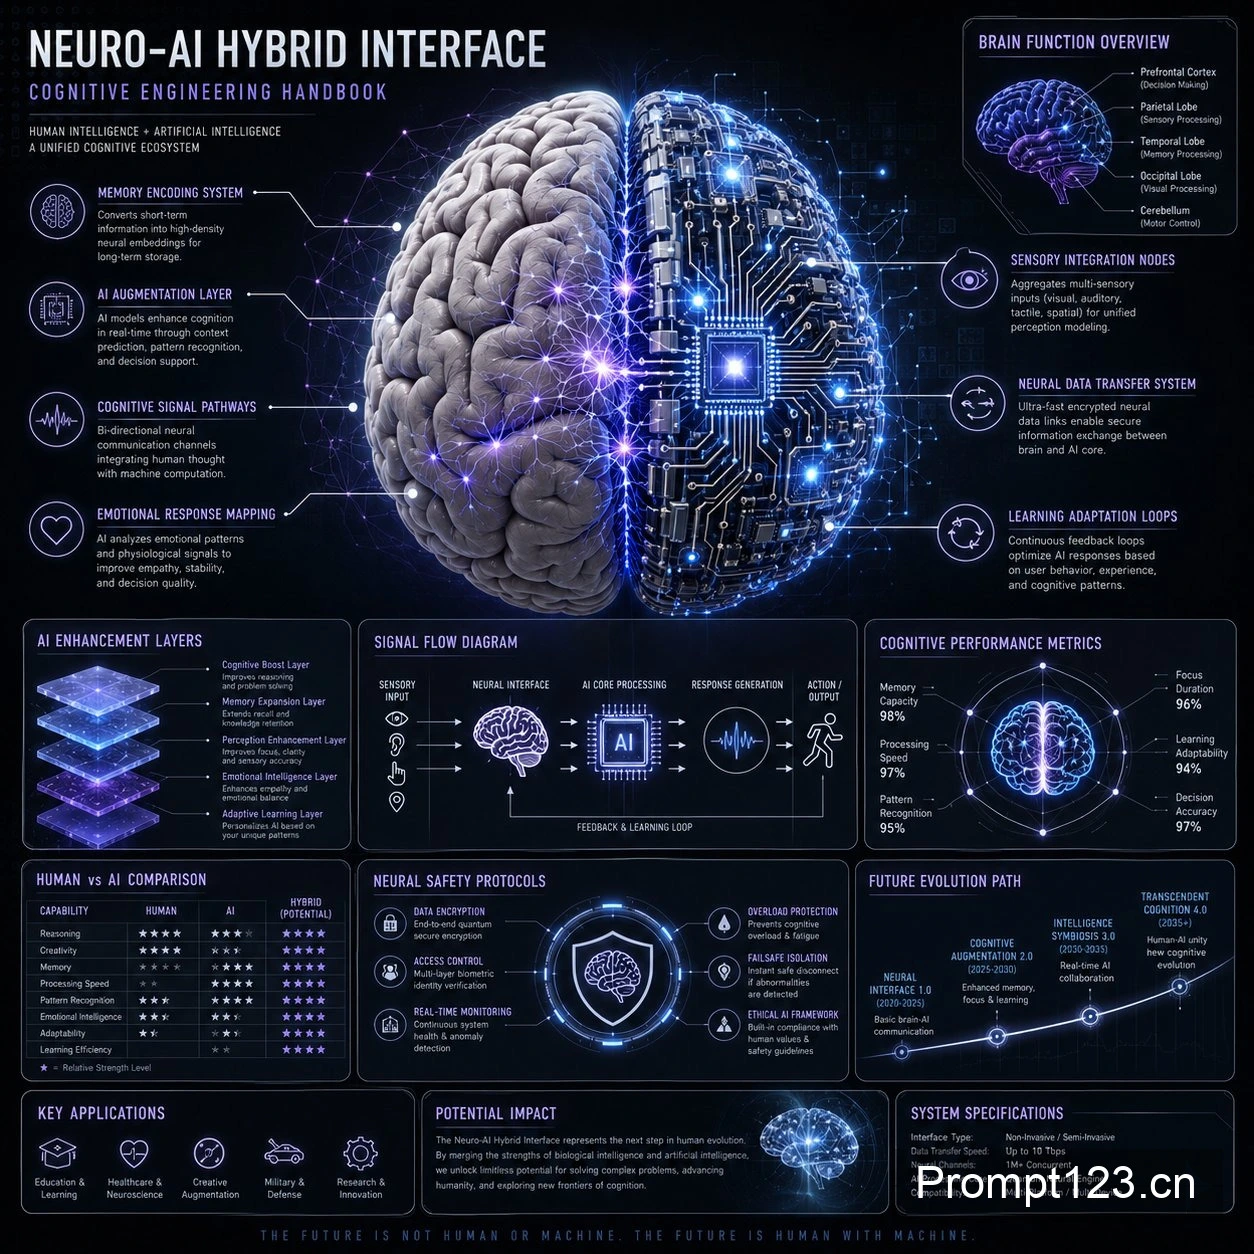 NEURO-AI HYBRID INTERFACE
COGNITIVE ENGINEERING HANDBOOK
HUMAN INTELLIGENCE + ARTIFICIAL INTELLIGENCE
A UNIFIED COGNITIVE ECOSYSTEM
MEMORY ENCODING SYSTEM
Converts short-term
information into high-density
neural embeddings for
long-term storage.
AI AUGMENTATION LAYER
AI models enhance cognition
in real-time through context
prediction, pattern recognition,
and decision support.
COGNITIVE SIGNAL PATHWAYS
Bi-directional neural
communication channels
integrating human thought
with machine computation.
EMOTIONAL RESPONSE MAPPING
AI analyzes emotional patterns
and physiological signals to
improve empathy, stability,
and decision quality.
BRAIN FUNCTION OVERVIEW
Prefrontal Cortex
(Decision Making)
Parietal Lobe
(Sensory Processing)
Temporal Lobe
(Memory Processing)
Occipital Lobe
(Visual Processing)
Cerebellum
(Motor Control)
SENSORY INTEGRATION NODES
Aggregates multi-sensory
inputs (visual, auditory,
tactile, spatial) for unified
perception modeling.
NEURAL DATA TRANSFER SYSTEM
Ultra-fast encrypted neural
data links enable secure
information exchange between
brain and AI core.
LEARNING ADAPTATION LOOPS
Continuous feedback loops
optimize AI responses based
on user behavior, experience,
and cognitive patterns.
AI ENHANCEMENT LAYERS
Cognitive Boost Layer
Improves reasoning
and problem solving
Memory Expansion Layer
Extends recall and
knowledge retention
Perception Enhancement Layer
Improves focus, clarity
and sensory accuracy
Emotional Intelligence Layer
Enhances empathy and
emotional balance
Adaptive Learning Layer
Personalizes AI based on
your unique patterns
SIGNAL FLOW DIAGRAM
SENSORY
INPUT
NEURAL INTERFACE
AI CORE PROCESSING
RESPONSE GENERATION
ACTION /
OUTPUT
AI
FEEDBACK & LEARNING LOOP
COGNITIVE PERFORMANCE METRICS
Memory
Capacity
98%
Processing
Speed
97%
Pattern
Recognition
95%
Focus
Duration
96%
Learning
Adaptability
94%
Decision
Accuracy
97%
HUMAN vs AI COMPARISON
CAPABILITY HUMAN AI HYBRID
(POTENTIAL)
Reasoning ★★★★ ★★★★ ★★★★
Creativity ★★★★ ★★★ ★★★★
Memory ★★★★ ★★★★ ★★★★
Processing Speed ★★ ★★★★ ★★★★
Pattern Recognition ★★★ ★★★★ ★★★★
Emotional Intelligence ★★★ ★★★ ★★★★
Adaptability ★★ ★★★ ★★★★
Learning Efficiency ★★ ★★★★
★ = Relative Strength Level
NEURAL SAFETY PROTOCOLS
DATA ENCRYPTION
End-to-end quantum
secure encryption
ACCESS CONTROL
Multi-layer biometric
identity verification
REAL-TIME MONITORING
Continuous system
health & anomaly
detection
OVERLOAD PROTECTION
Prevents cognitive
overload & fatigue
FAILSAFE ISOLATION
Instant safe disconnect
if abnormalities
are detected
ETHICAL AI FRAMEWORK
Built-in compliance with
human values &
safety guidelines
FUTURE EVOLUTION PATH
NEURAL
INTERFACE 1.0
(2020-2025)
Basic brain-AI
communication
COGNITIVE
AUGMENTATION 2.0
(2025-2030)
Enhanced memory,
focus & learning
INTELLIGENCE
SYMBIOSIS 3.0
(2030-2035)
Real-time AI
collaboration
TRANSCENDENT
COGNITION 4.0
(2035+)
Human-AI unity
new cognitive
evolution
KEY APPLICATIONS
Education &
Learning
Healthcare &
Neuroscience
Creative
Augmentation
Military &
Defense
Research &
Innovation
POTENTIAL IMPACT
The Neuro-AI Hybrid Interface represents the next step in human evolution.
By merging the strengths of biological intelligence and artificial intelligence,
we unlock limitless potential for solving complex problems, advancing
humanity, and exploring new frontiers of cognition.
SYSTEM SPECIFICATIONS
Interface Type: Non-Invasive / Semi-Invasive
Data Transfer Speed: Up to 10 Tbps
Neural Channels: 1M+ Concurrent
Prompt123.cn
THE FUTURE IS NOT HUMAN OR MACHINE. THE FUTURE IS HUMAN WITH MACHINE.